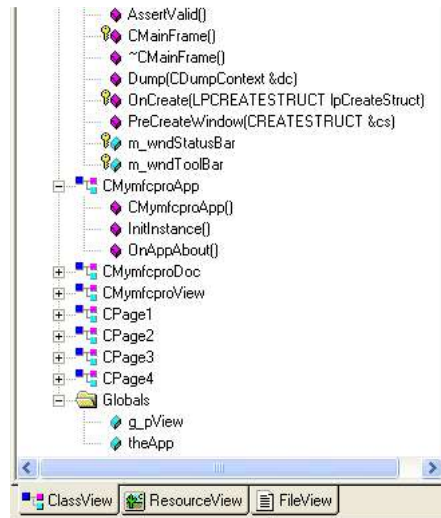 AssertValid()
CMainFrame()
~CMainFrame()
Dump(CDumpContext &dc)
OnCreate(LPCREATESTRUCT lpCreateStruct)
PreCreateWindow(CREATESTRUCT &cs)
m_wndStatusBar
m_wndToolBar
CMymfcproApp
CMymfcproApp()
InitInstance()
OnAppAbout()
CMymfcproDoc
CMymfcproView
CPage1
CPage2
CPage3
CPage4
Globals
g_pView
theApp
ClassView ResourceView FileView